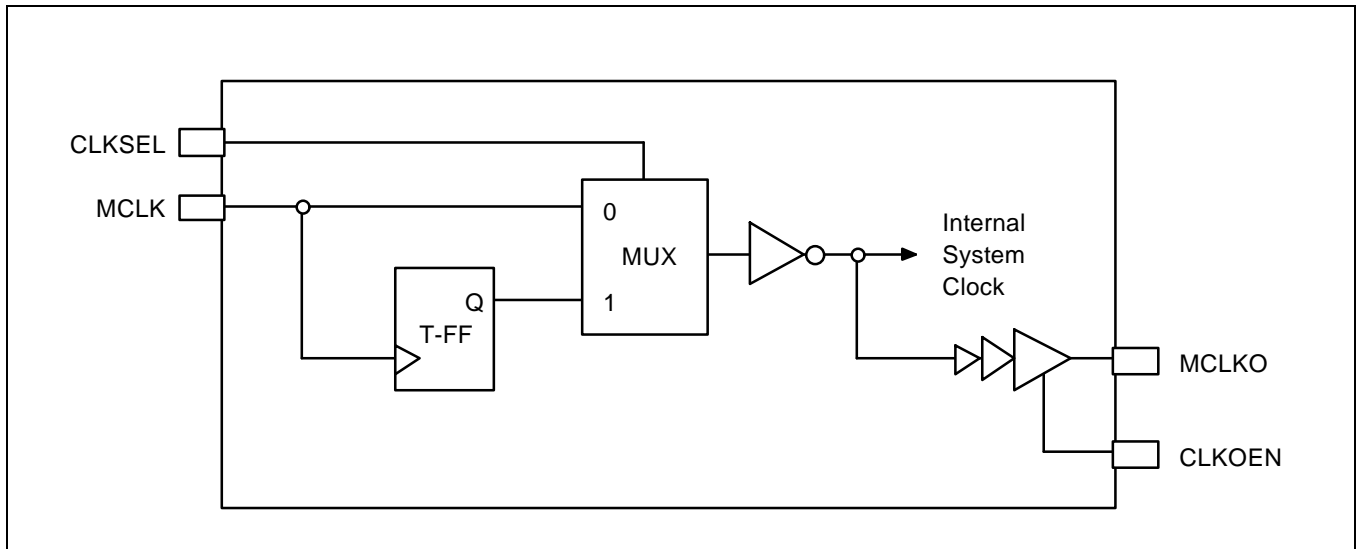 CLKSEL
MCLK
0
MUX
1
Q
T-FF
Internal
System
Clock
MCLKO
CLKOEN